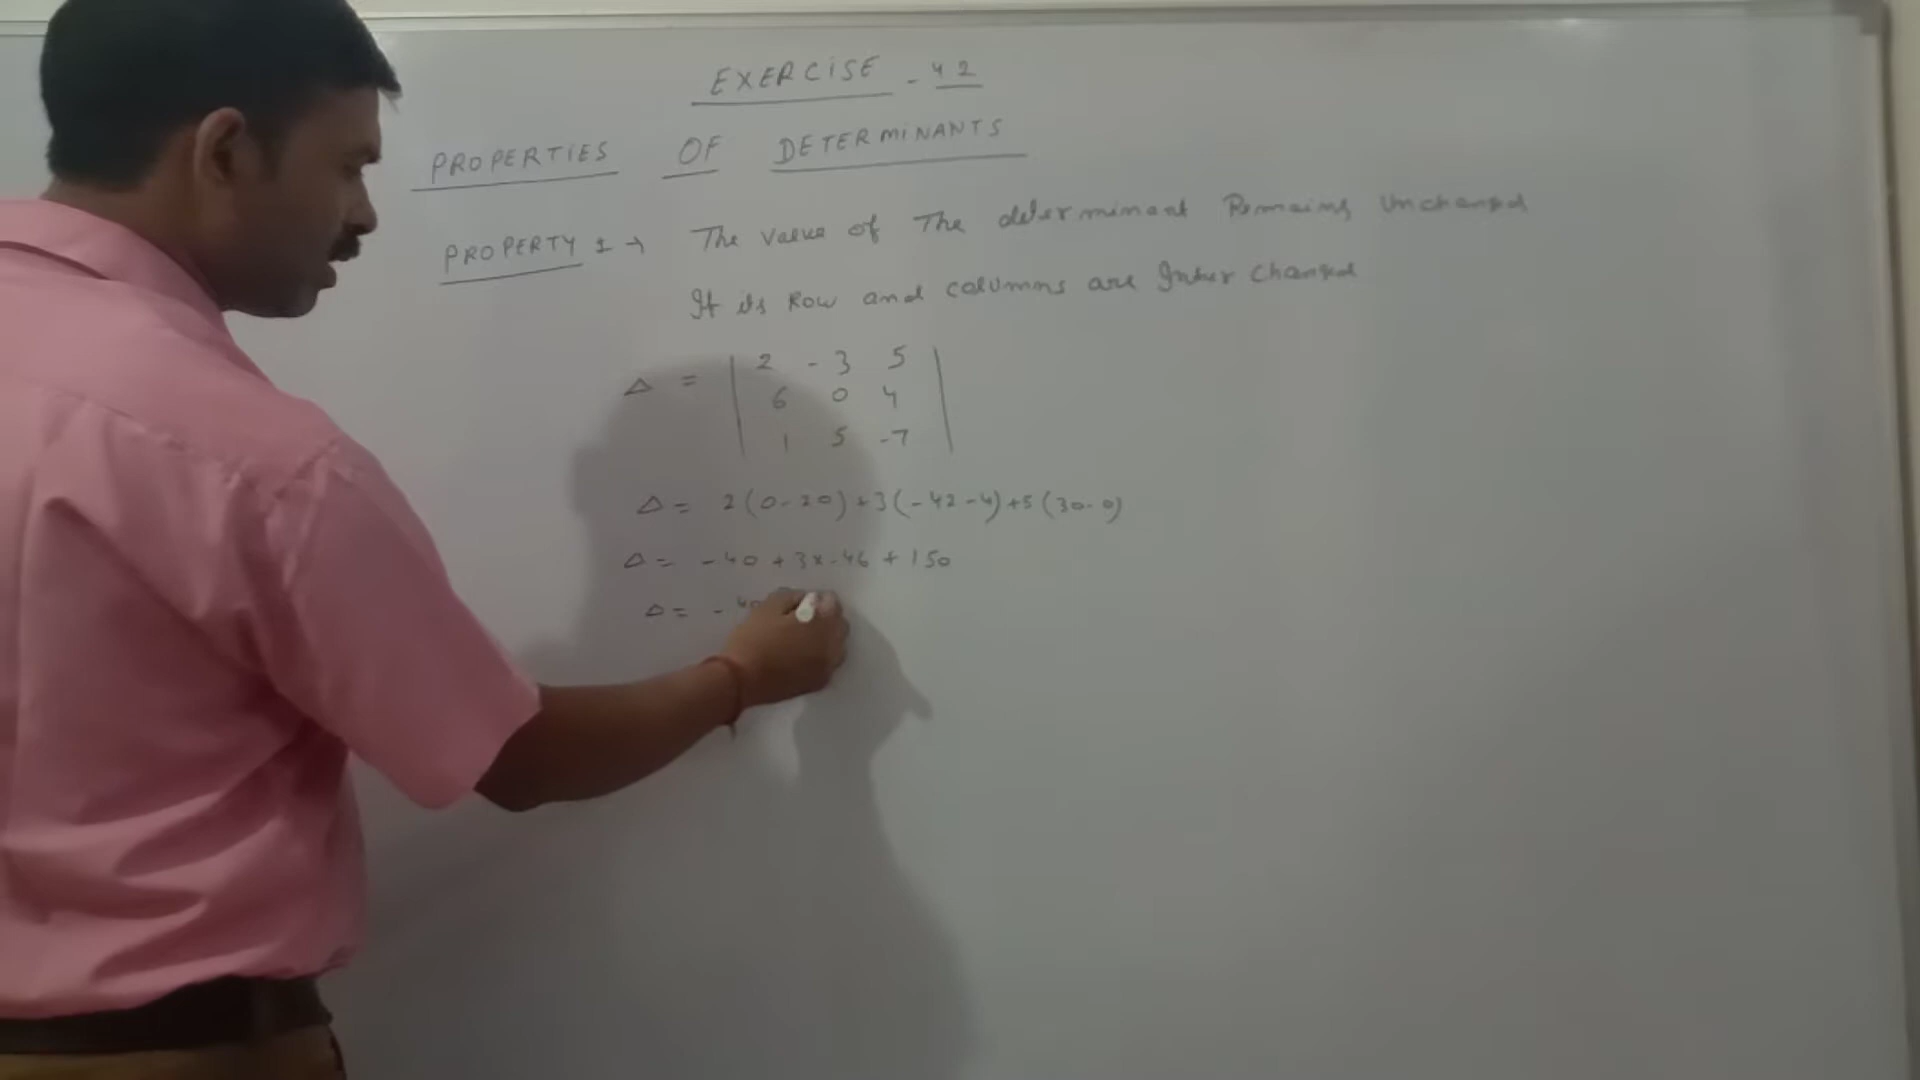 EXERCISE - 42
PROPERTIES OF DETERMINANTS
PROPERTY 1 → The Value of The determinant Remains Unchanged
If its Row and columns are Inter Changed
Δ = | 2 -3 5 |
6 0 4
1 5 -7
Δ = 2(0-20)+3(-42-4)+5(30-0)
Δ = -40 + 3x-46 + 150
Δ = -40